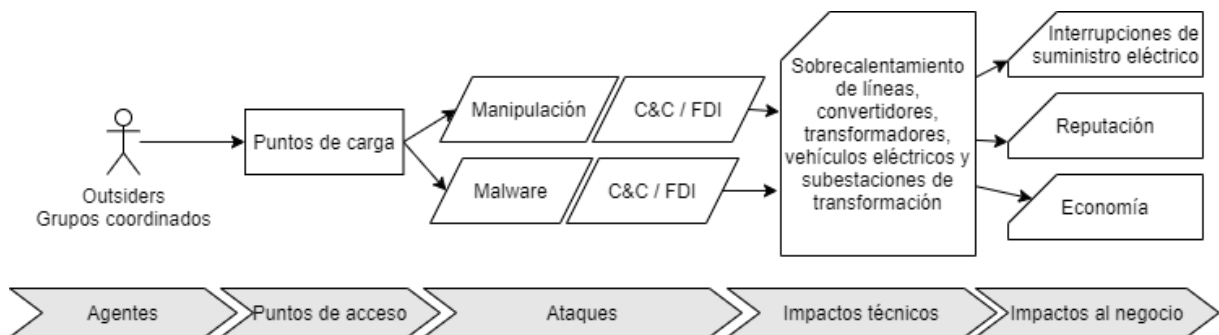 Outsiders
Grupos coordinados
Puntos de carga
Manipulación
C&C / FDI
Malware
C&C / FDI
Sobrecalentamiento
de líneas,
convertidores,
transformadores,
vehículos eléctricos y
subestaciones de
transformación
Interrupciones de
suministro eléctrico
Reputación
Economía
Agentes
Puntos de acceso
Ataques
Impactos técnicos
Impactos al negocio